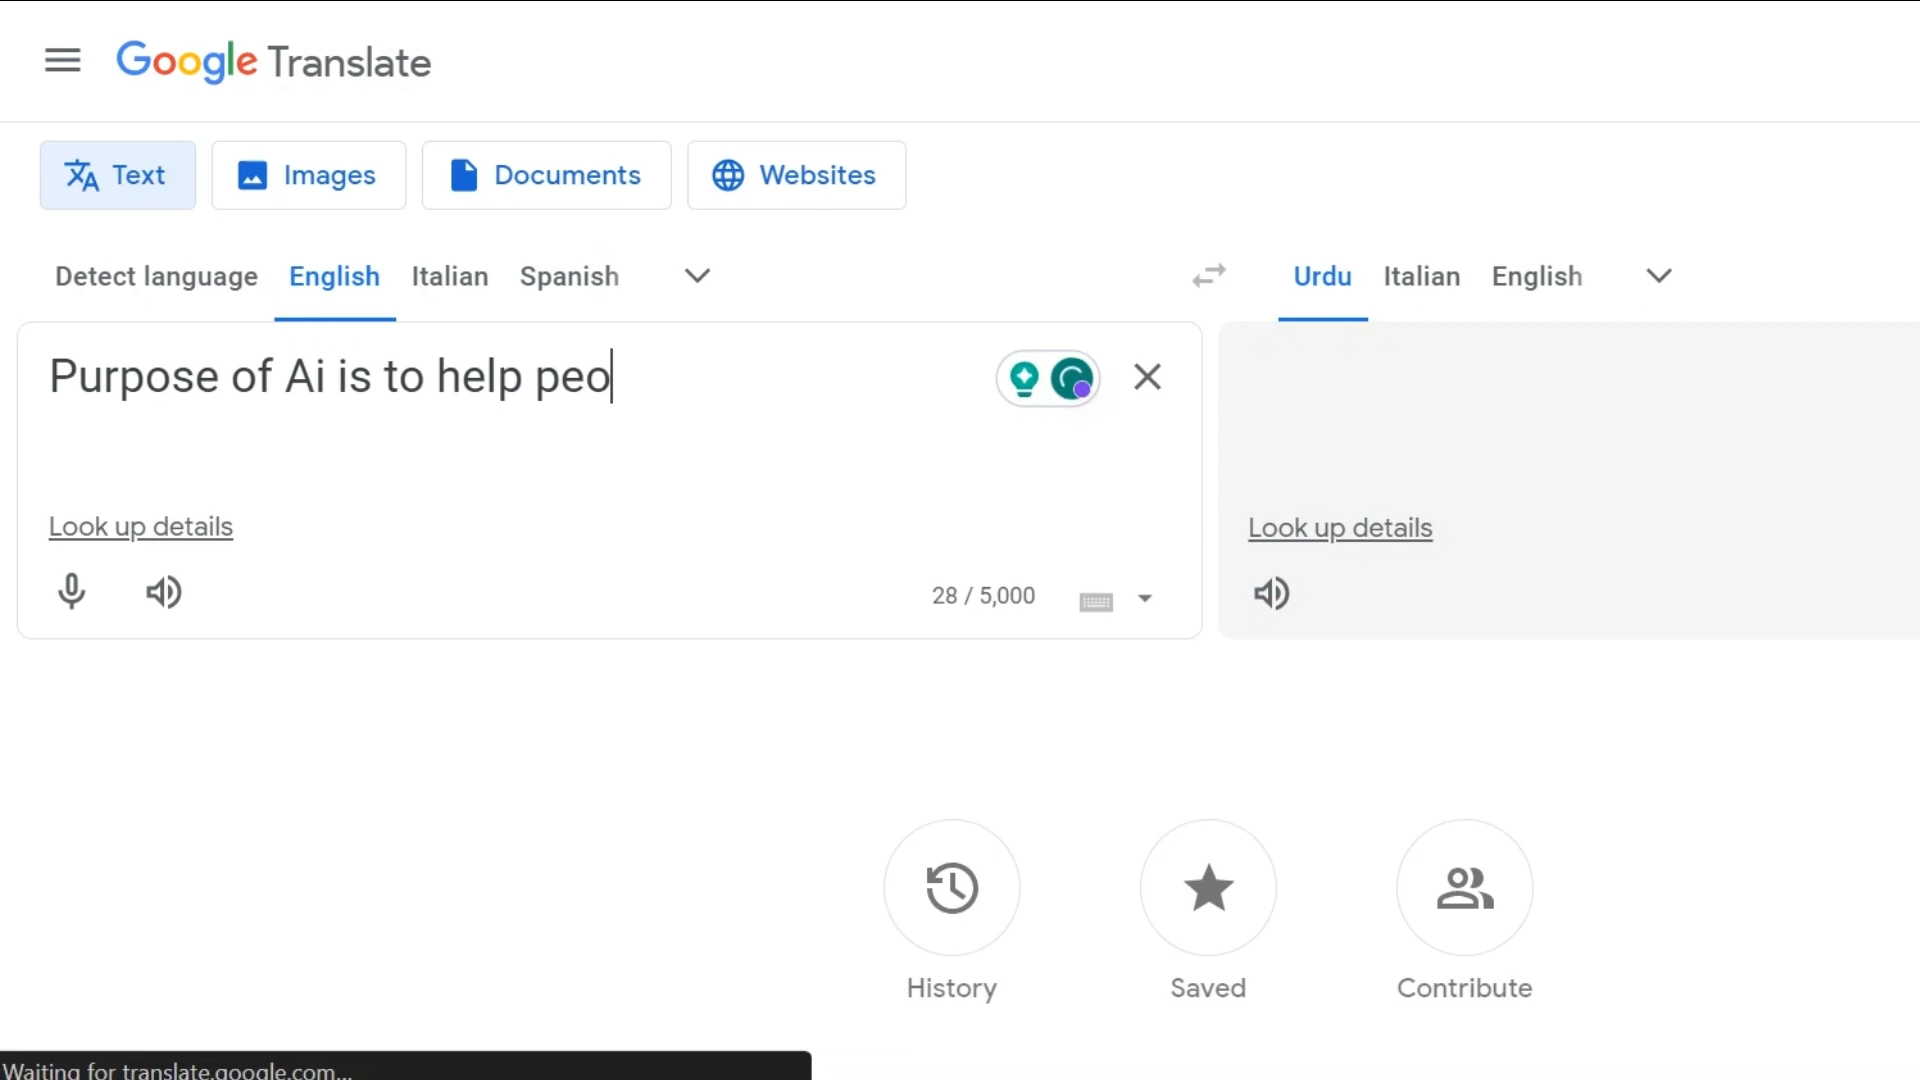 Google Translate
Text Images Documents Websites
Detect language English Italian Spanish Urdu Italian English
Purpose of Ai is to help peo
Look up details Look up details
28 / 5,000
History Saved Contribute
Waiting for translate.google.com...